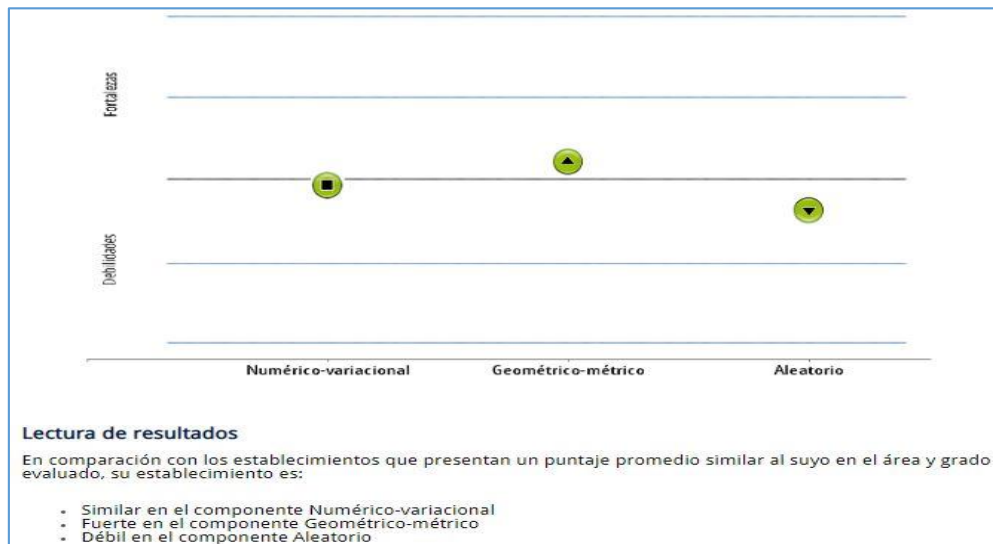 Fortalezas
Debilidades
Numérico-variacional Geométrico-métrico Aleatorio
Lectura de resultados
En comparación con los establecimientos que presentan un puntaje promedio similar al suyo en el área y grado
evaluado, su establecimiento es:
• Similar en el componente Numérico-variacional
• Fuerte en el componente Geométrico-métrico
• Débil en el componente Aleatorio